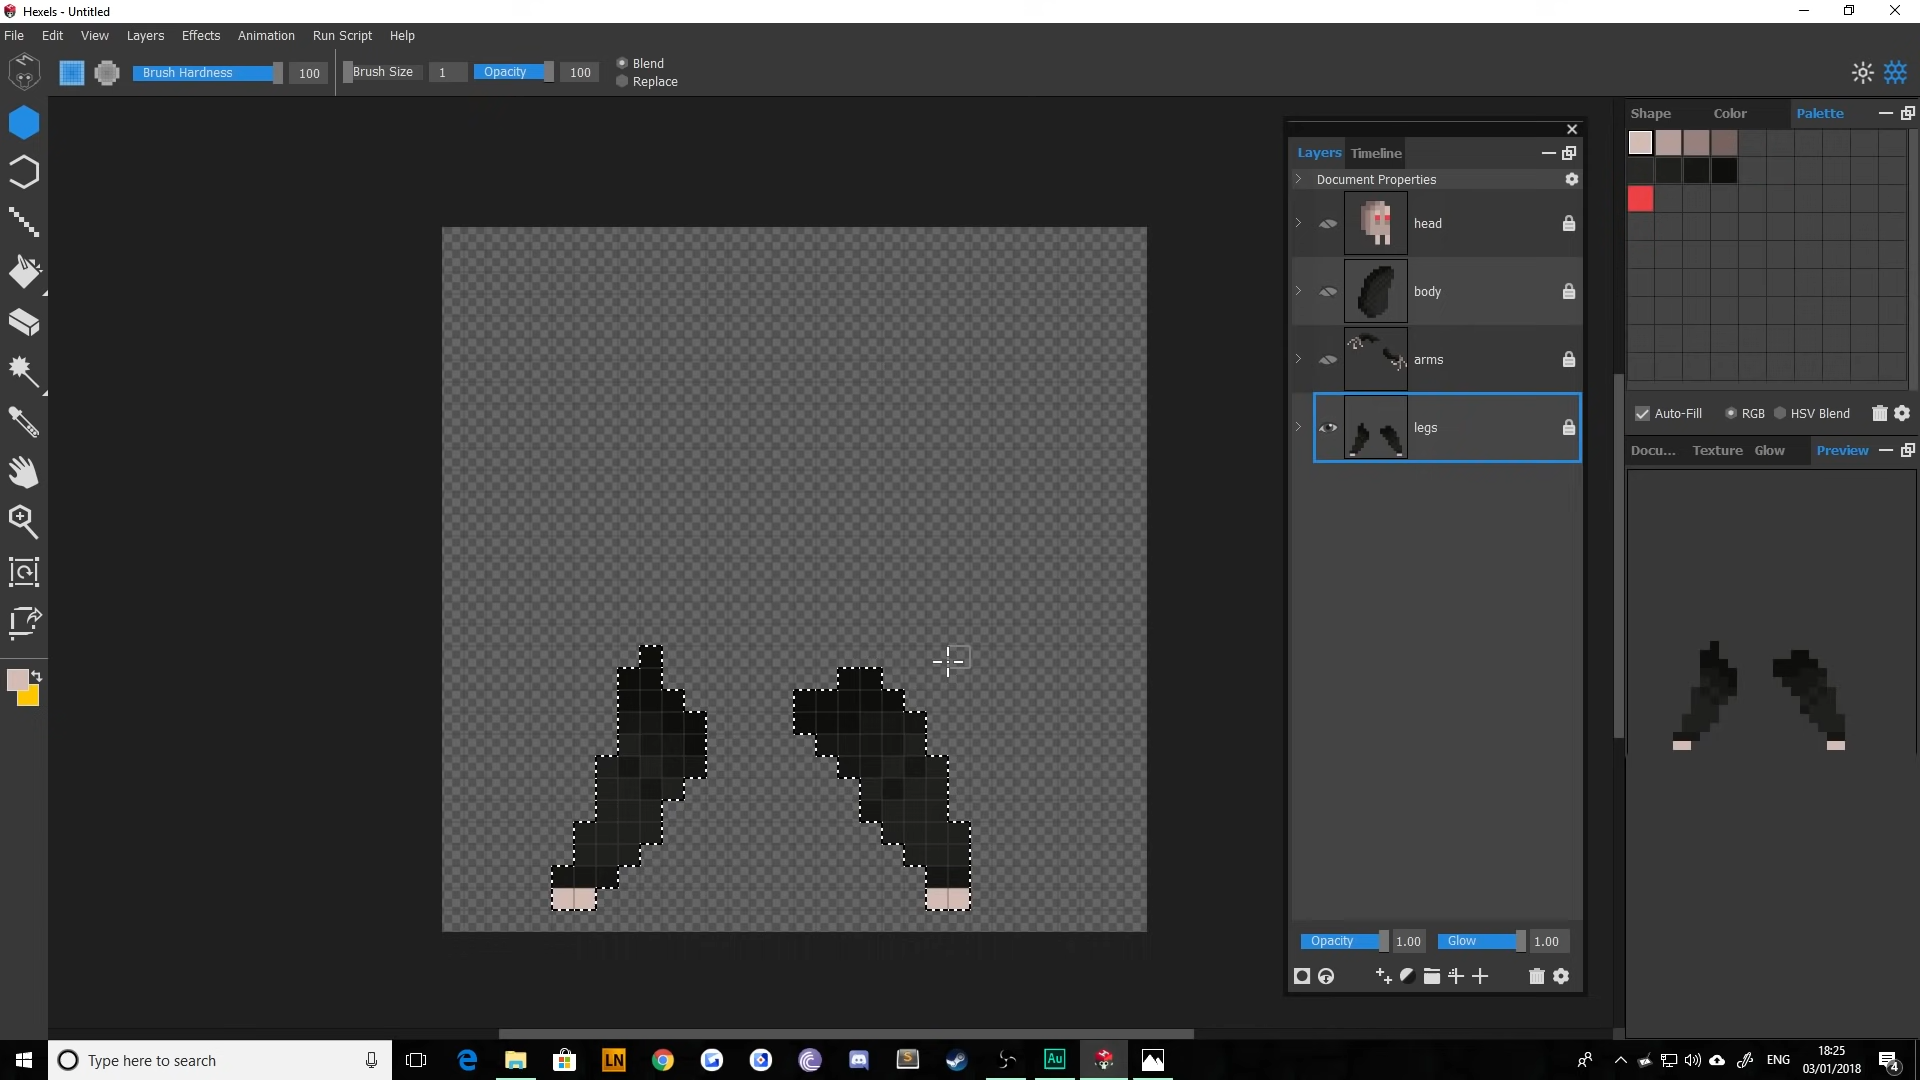 Hexels - Untitled
File Edit View Layers Effects Animation Run Script Help
Brush Hardness 100 Brush Size 1 Opacity 100 Blend
Replace
Shape Color Palette
Layers Timeline
Document Properties
head
body
arms
legs
Auto-Fill RGB HSV Blend
Docu... Texture Glow Preview
Opacity 1.00 Glow 1.00
Type here to search
LN
Au
S
ENG
18:25
03/01/2018
4